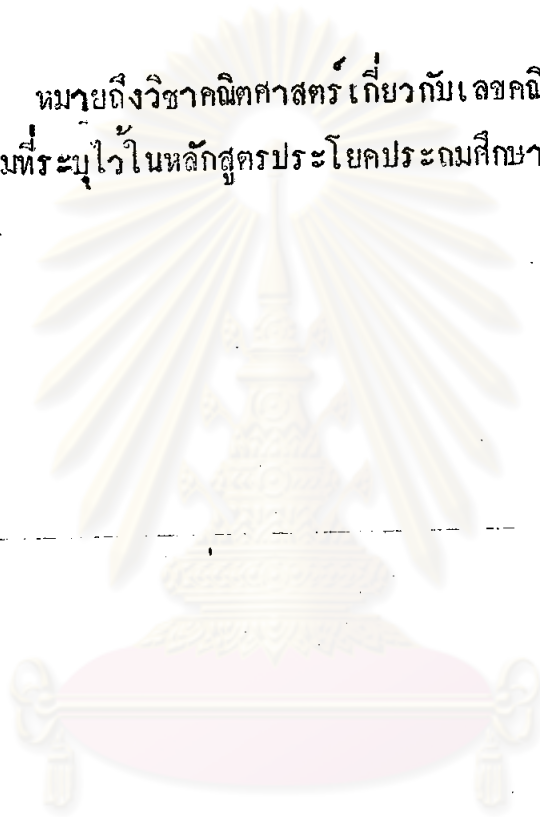 หมายถึงวิชาคณิตศาสตร์เกี่ยวกับเลขคณิ
มที่ระบุไว้ในหลักสูตรประโยคประถมศึกษา